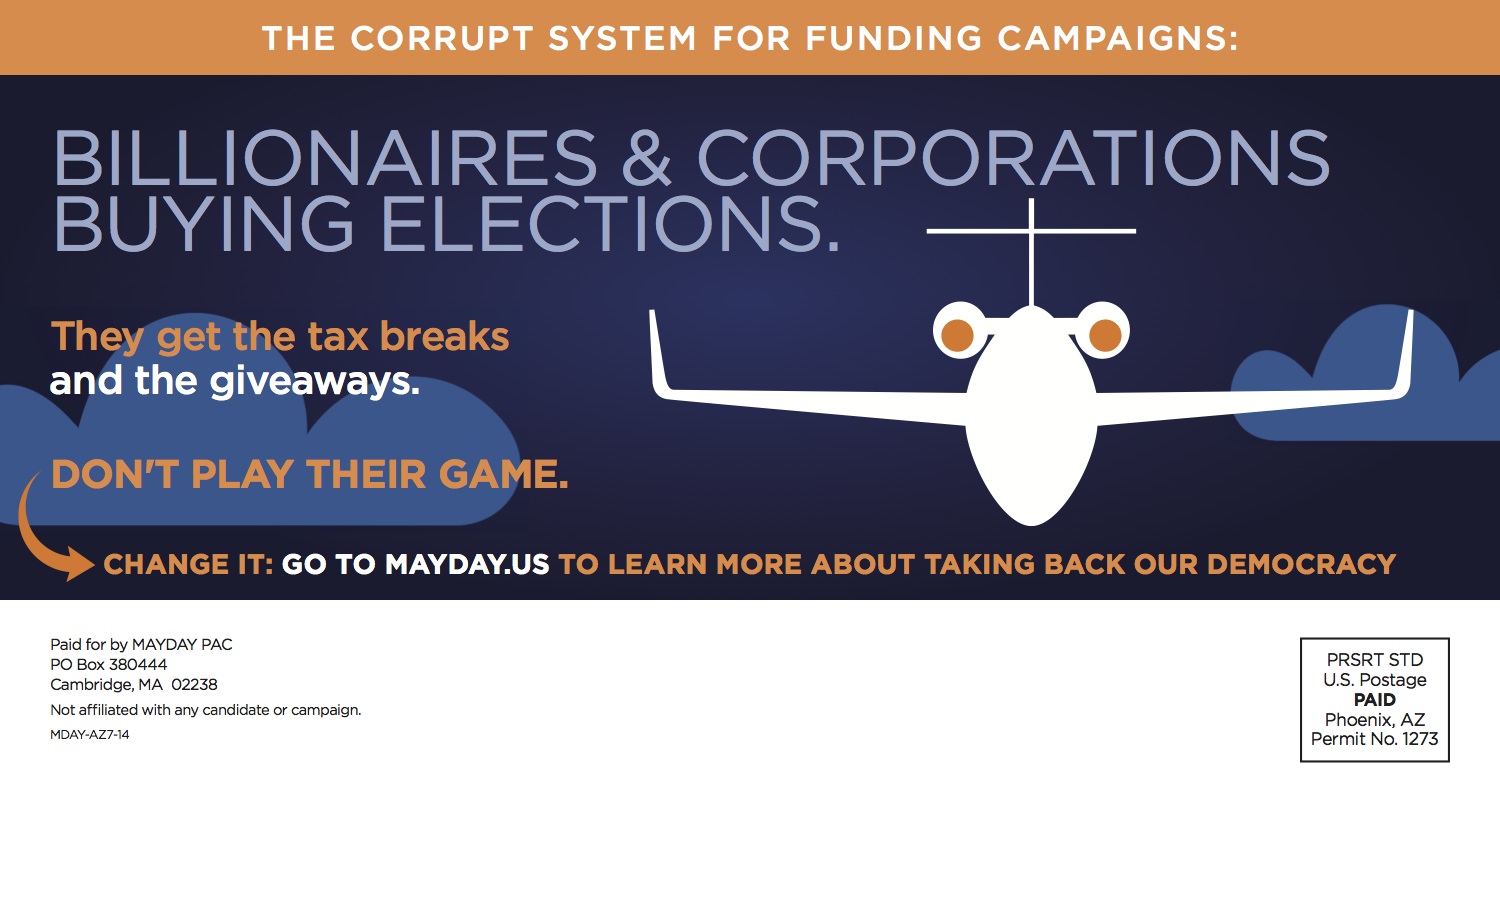 THE CORRUPT SYSTEM FOR FUNDING CAMPAIGNS:
BILLIONAIRES & CORPORATIONS
BUYING ELECTIONS.
They get the tax breaks
and the giveaways.
DON'T PLAY THEIR GAME.
CHANGE IT: GO TO MAYDAY.US TO LEARN MORE ABOUT TAKING BACK OUR DEMOCRACY
Paid for by MAYDAY PAC
PO Box 380444
Cambridge, MA 02238
Not affiliated with any candidate or campaign.
MDAY-AZ7-14
PRSRT STD
U.S. Postage
PAID
Phoenix, AZ
Permit No. 1273